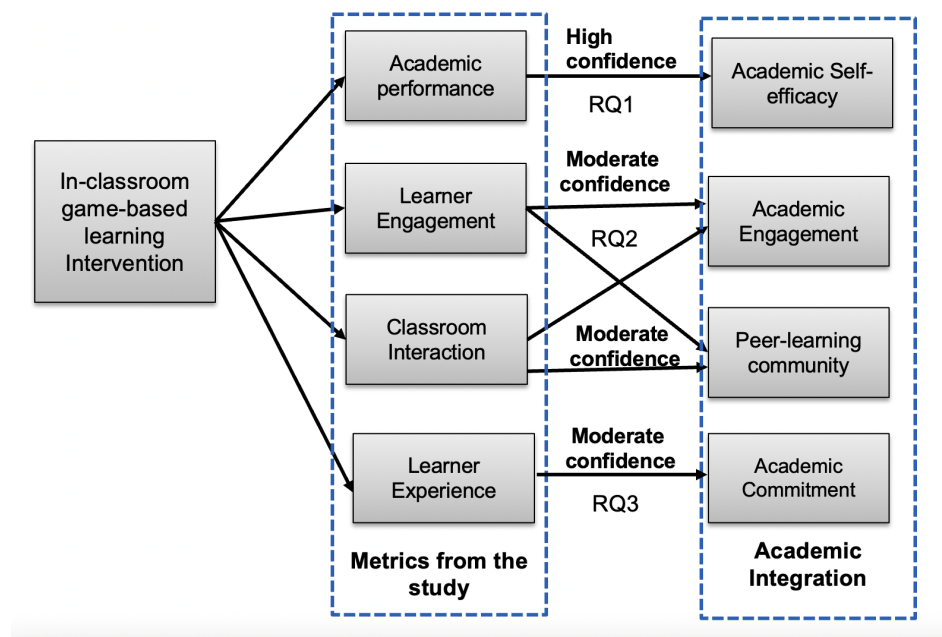 In-classroom
game-based
learning
Intervention
Academic
performance
Learner
Engagement
Classroom
Interaction
Learner
Experience
Metrics from the
study
High
confidence
RQ1
Moderate
confidence
RQ2
Moderate
confidence
Moderate
confidence
RQ3
Academic Self-
efficacy
Academic
Engagement
Peer-learning
community
Academic
Commitment
Academic
Integration